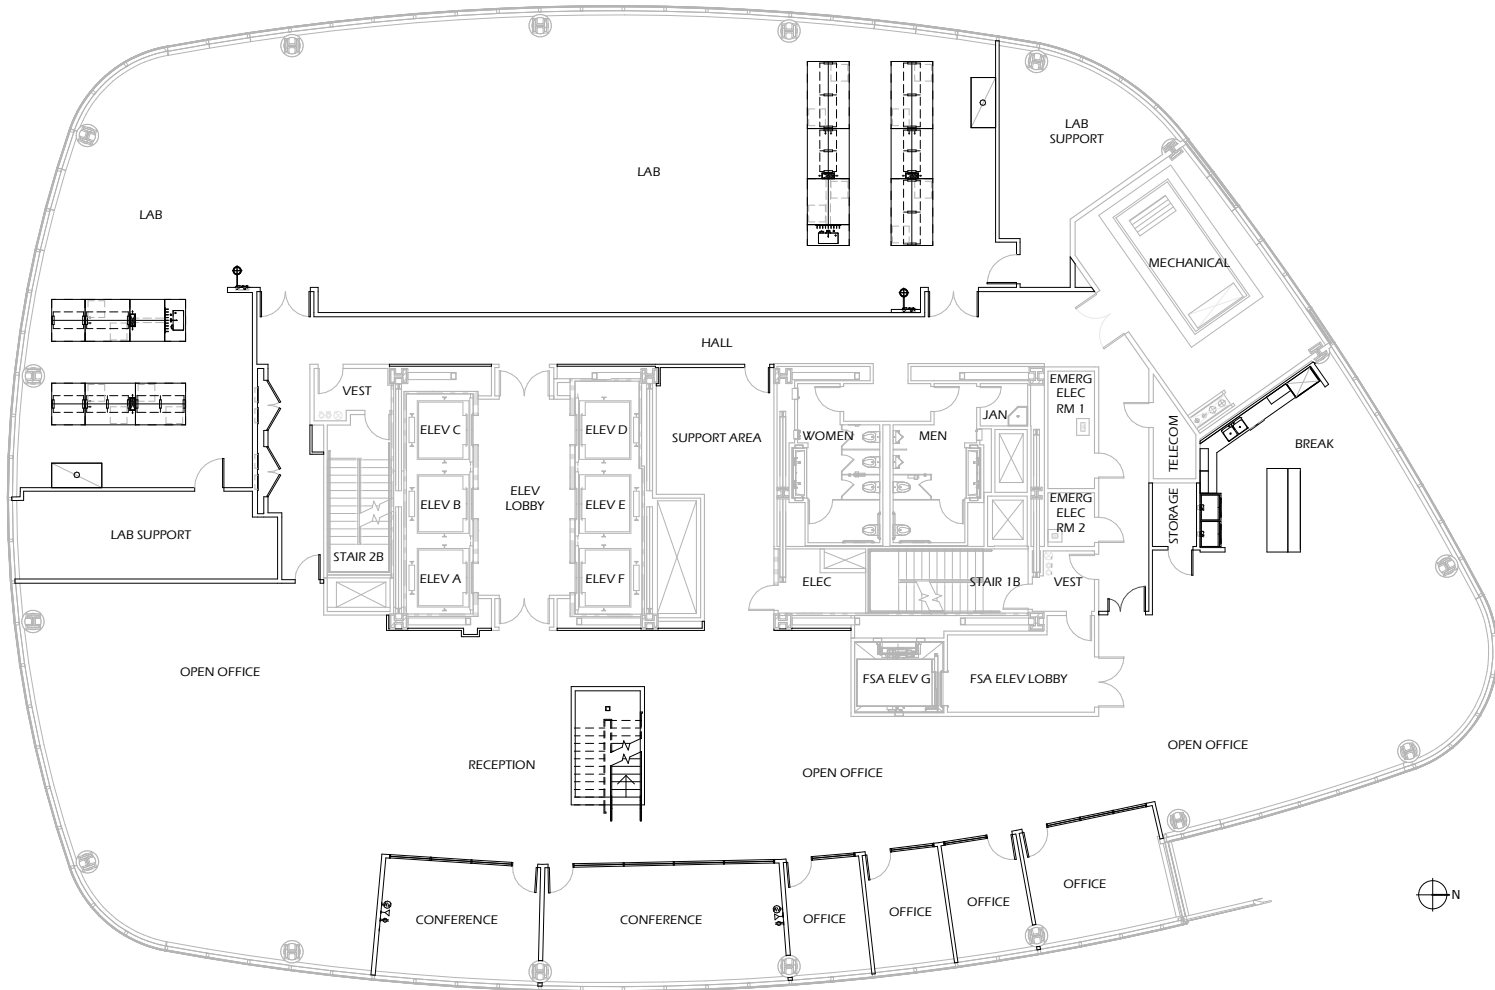 LAB
SUPPORT
LAB
LAB
MECHANICAL
HALL
VEST
EMERG
ELEC
RM 1
ELEV C
ELEV D
SUPPORT AREA
WOMEN
MEN
JAN
TELECOM
BREAK
ELEV B
ELEV
LOBBY
ELEV E
EMERG
ELEC
RM 2
STORAGE
LAB SUPPORT
STAIR 2B
ELEV A
ELEV F
ELEC
STAIR 1B
VEST
OPEN OFFICE
FSA ELEV G
FSA ELEV LOBBY
RECEPTION
OPEN OFFICE
OPEN OFFICE
CONFERENCE
CONFERENCE
OFFICE
OFFICE
OFFICE
OFFICE
N